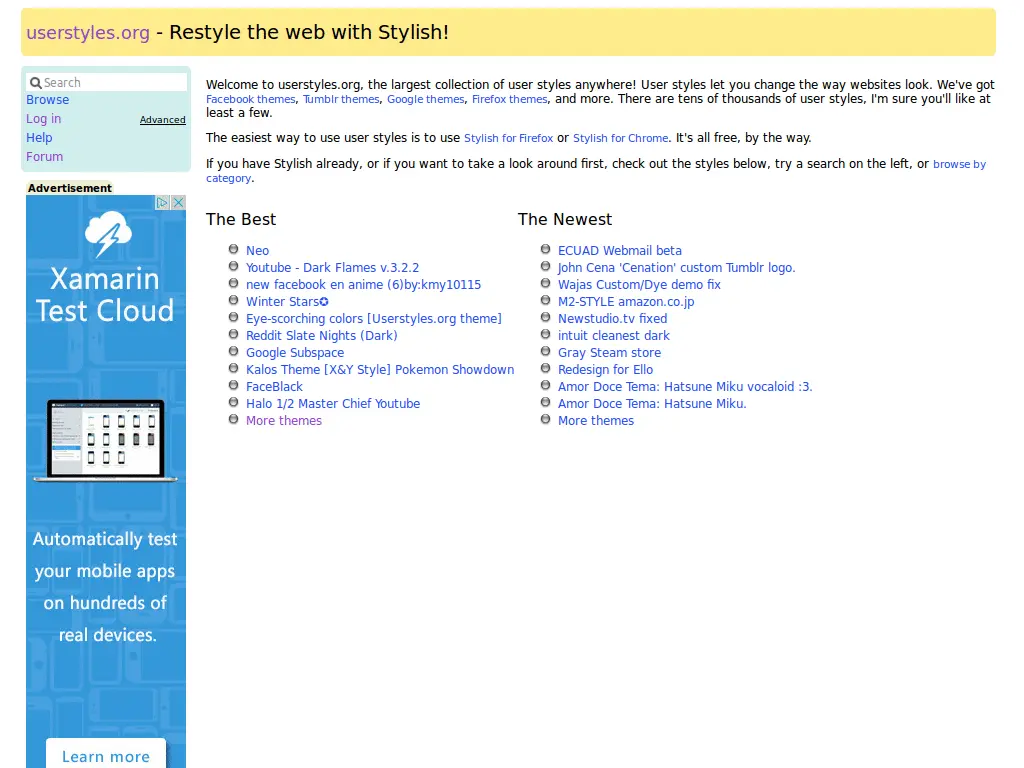 userstyles.org - Restyle the web with Stylish!
Search
Browse
Log in
Advanced
Help
Forum
Advertisement
Xamarin
Test Cloud
Automatically test
your mobile apps
on hundreds of
real devices.
Learn more
Welcome to userstyles.org, the largest collection of user styles anywhere! User styles let you change the way websites look. We've got
Facebook themes, Tumblr themes, Google themes, Firefox themes, and more. There are tens of thousands of user styles, I'm sure you'll like at
least a few.
The easiest way to use user styles is to use Stylish for Firefox or Stylish for Chrome. It's all free, by the way.
If you have Stylish already, or if you want to take a look around first, check out the styles below, try a search on the left, or browse by
category.
The Best
Neo
Youtube - Dark Flames v.3.2.2
new facebook en anime (6)by:kmy10115
Winter Stars✪
Eye-scorching colors [Userstyles.org theme]
Reddit Slate Nights (Dark)
Google Subspace
Kalos Theme [X&Y Style] Pokemon Showdown
FaceBlack
Halo 1/2 Master Chief Youtube
More themes
The Newest
ECUAD Webmail beta
John Cena 'Cenation' custom Tumblr logo.
Wajas Custom/Dye demo fix
M2-STYLE amazon.co.jp
Newstudio.tv fixed
intuit cleanest dark
Gray Steam store
Redesign for Ello
Amor Doce Tema: Hatsune Miku vocaloid :3.
Amor Doce Tema: Hatsune Miku.
More themes